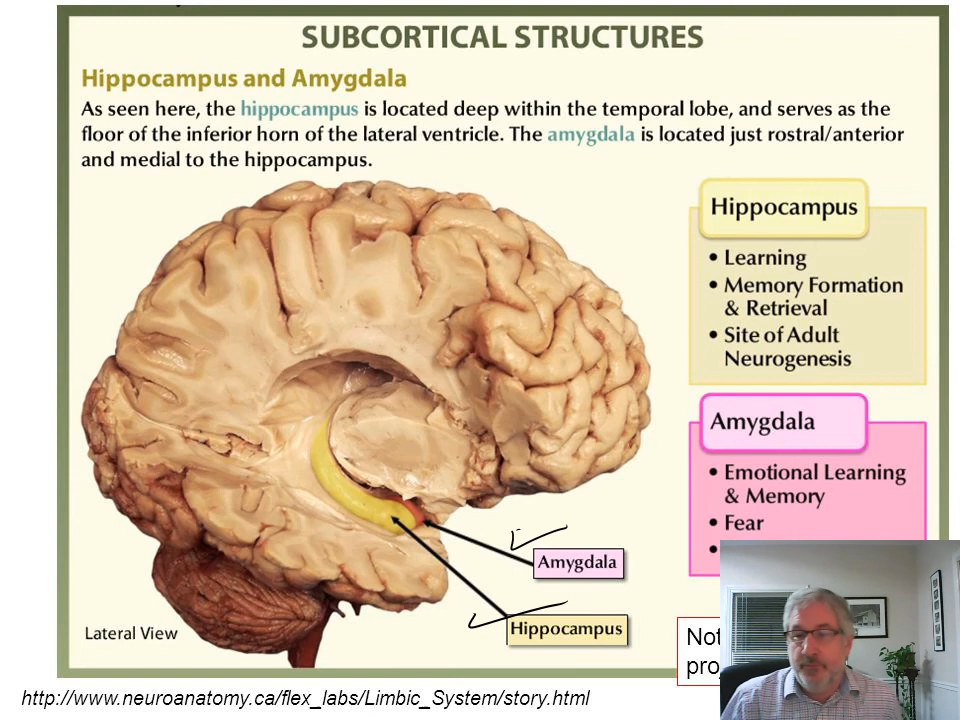 SUBCORTICAL STRUCTURES
Hippocampus and Amygdala
As seen here, the hippocampus is located deep within the temporal lobe, and serves as the
floor of the inferior horn of the lateral ventricle. The amygdala is located just rostral/anterior
and medial to the hippocampus.
Hippocampus
• Learning
• Memory Formation
& Retrieval
• Site of Adult
Neurogenesis
Amygdala
• Emotional Learning
& Memory
• Fear
•
Amygdala
Hippocampus
Lateral View
http://www.neuroanatomy.ca/flex_labs/Limbic_System/story.html